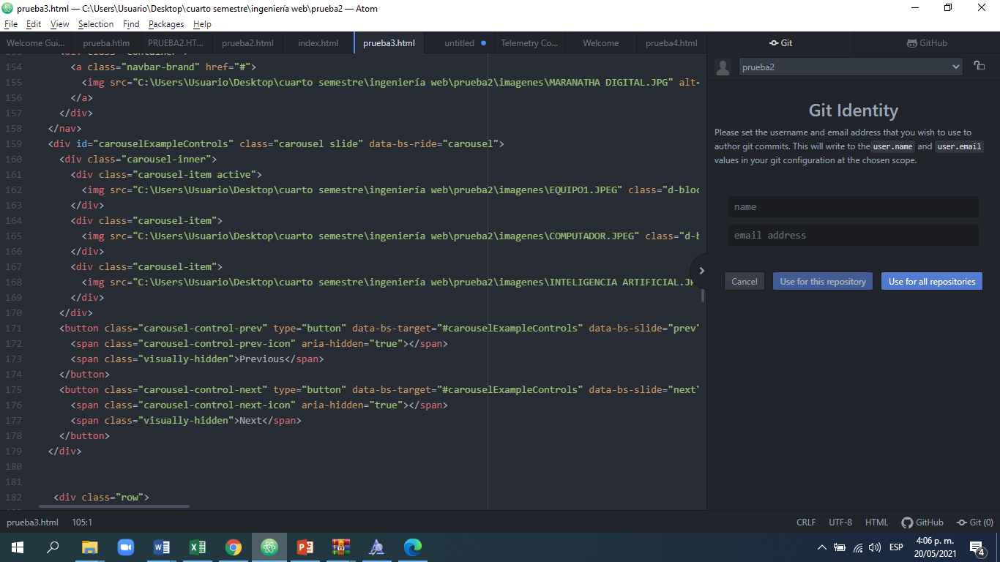 prueba3.html — C:\Users\Usuario\Desktop\cuarto semestre\ingeniería web\prueba2 — Atom
File Edit View Selection Find Packages Help
Welcome Gui... prueba.htlm PRUEBA2.HT... prueba2.html index.html prueba3.html untitled Telemetry Co... Welcome prueba4.html
154 <a class="navbar-brand" href="#">
155 <img src="C:\Users\Usuario\Desktop\cuarto semestre\ingeniería web\prueba2\imagenes\MARANATHA DIGITAL.JPG" alt=
156 </a>
157 </div>
158 </nav>
159 <div id="carouselExampleControls" class="carousel slide" data-bs-ride="carousel">
160 <div class="carousel-inner">
161 <div class="carousel-item active">
162 <img src="C:\Users\Usuario\Desktop\cuarto semestre\ingeniería web\prueba2\imagenes\EQUIPO1.JPEG" class="d-bloc
163 </div>
164 <div class="carousel-item">
165 <img src="C:\Users\Usuario\Desktop\cuarto semestre\ingeniería web\prueba2\imagenes\COMPUTADOR.JPEG" class="d-b
166 </div>
167 <div class="carousel-item">
168 <img src="C:\Users\Usuario\Desktop\cuarto semestre\ingeniería web\prueba2\imagenes\INTELIGENCIA ARTIFICIAL.JP
169 </div>
170 </div>
171 <button class="carousel-control-prev" type="button" data-bs-target="#carouselExampleControls" data-bs-slide="prev"
172 <span class="carousel-control-prev-icon" aria-hidden="true"></span>
173 <span class="visually-hidden">Previous</span>
174 </button>
175 <button class="carousel-control-next" type="button" data-bs-target="#carouselExampleControls" data-bs-slide="next"
176 <span class="carousel-control-next-icon" aria-hidden="true"></span>
177 <span class="visually-hidden">Next</span>
178 </button>
179 </div>
180
181
182 <div class="row">
Git GitHub
prueba2
Git Identity
Please set the username and email address that you wish to use to
author git commits. This will write to the user.name and user.email
values in your git configuration at the chosen scope.
name
email address
Cancel Use for this repository Use for all repositories
prueba3.html 105:1 CRLF UTF-8 HTML GitHub Git (0)
ESP 4:06 p. m.
20/05/2021
4